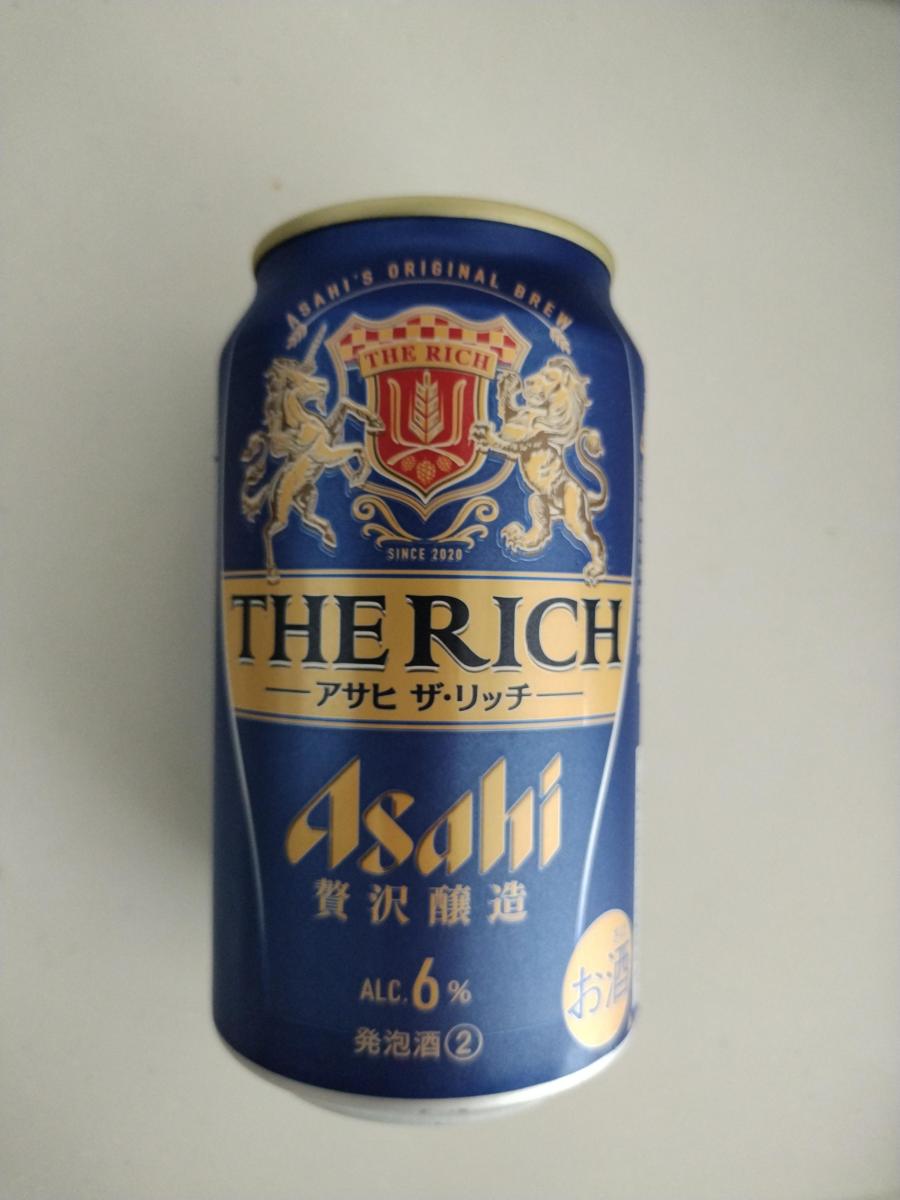 ASAHI'S ORIGINAL BREW
THE RICH
SINCE 2020
THE RICH
アサヒ ザ・リッチ
Asahi
贅沢醸造
ALC.6%
お酒
発泡酒②